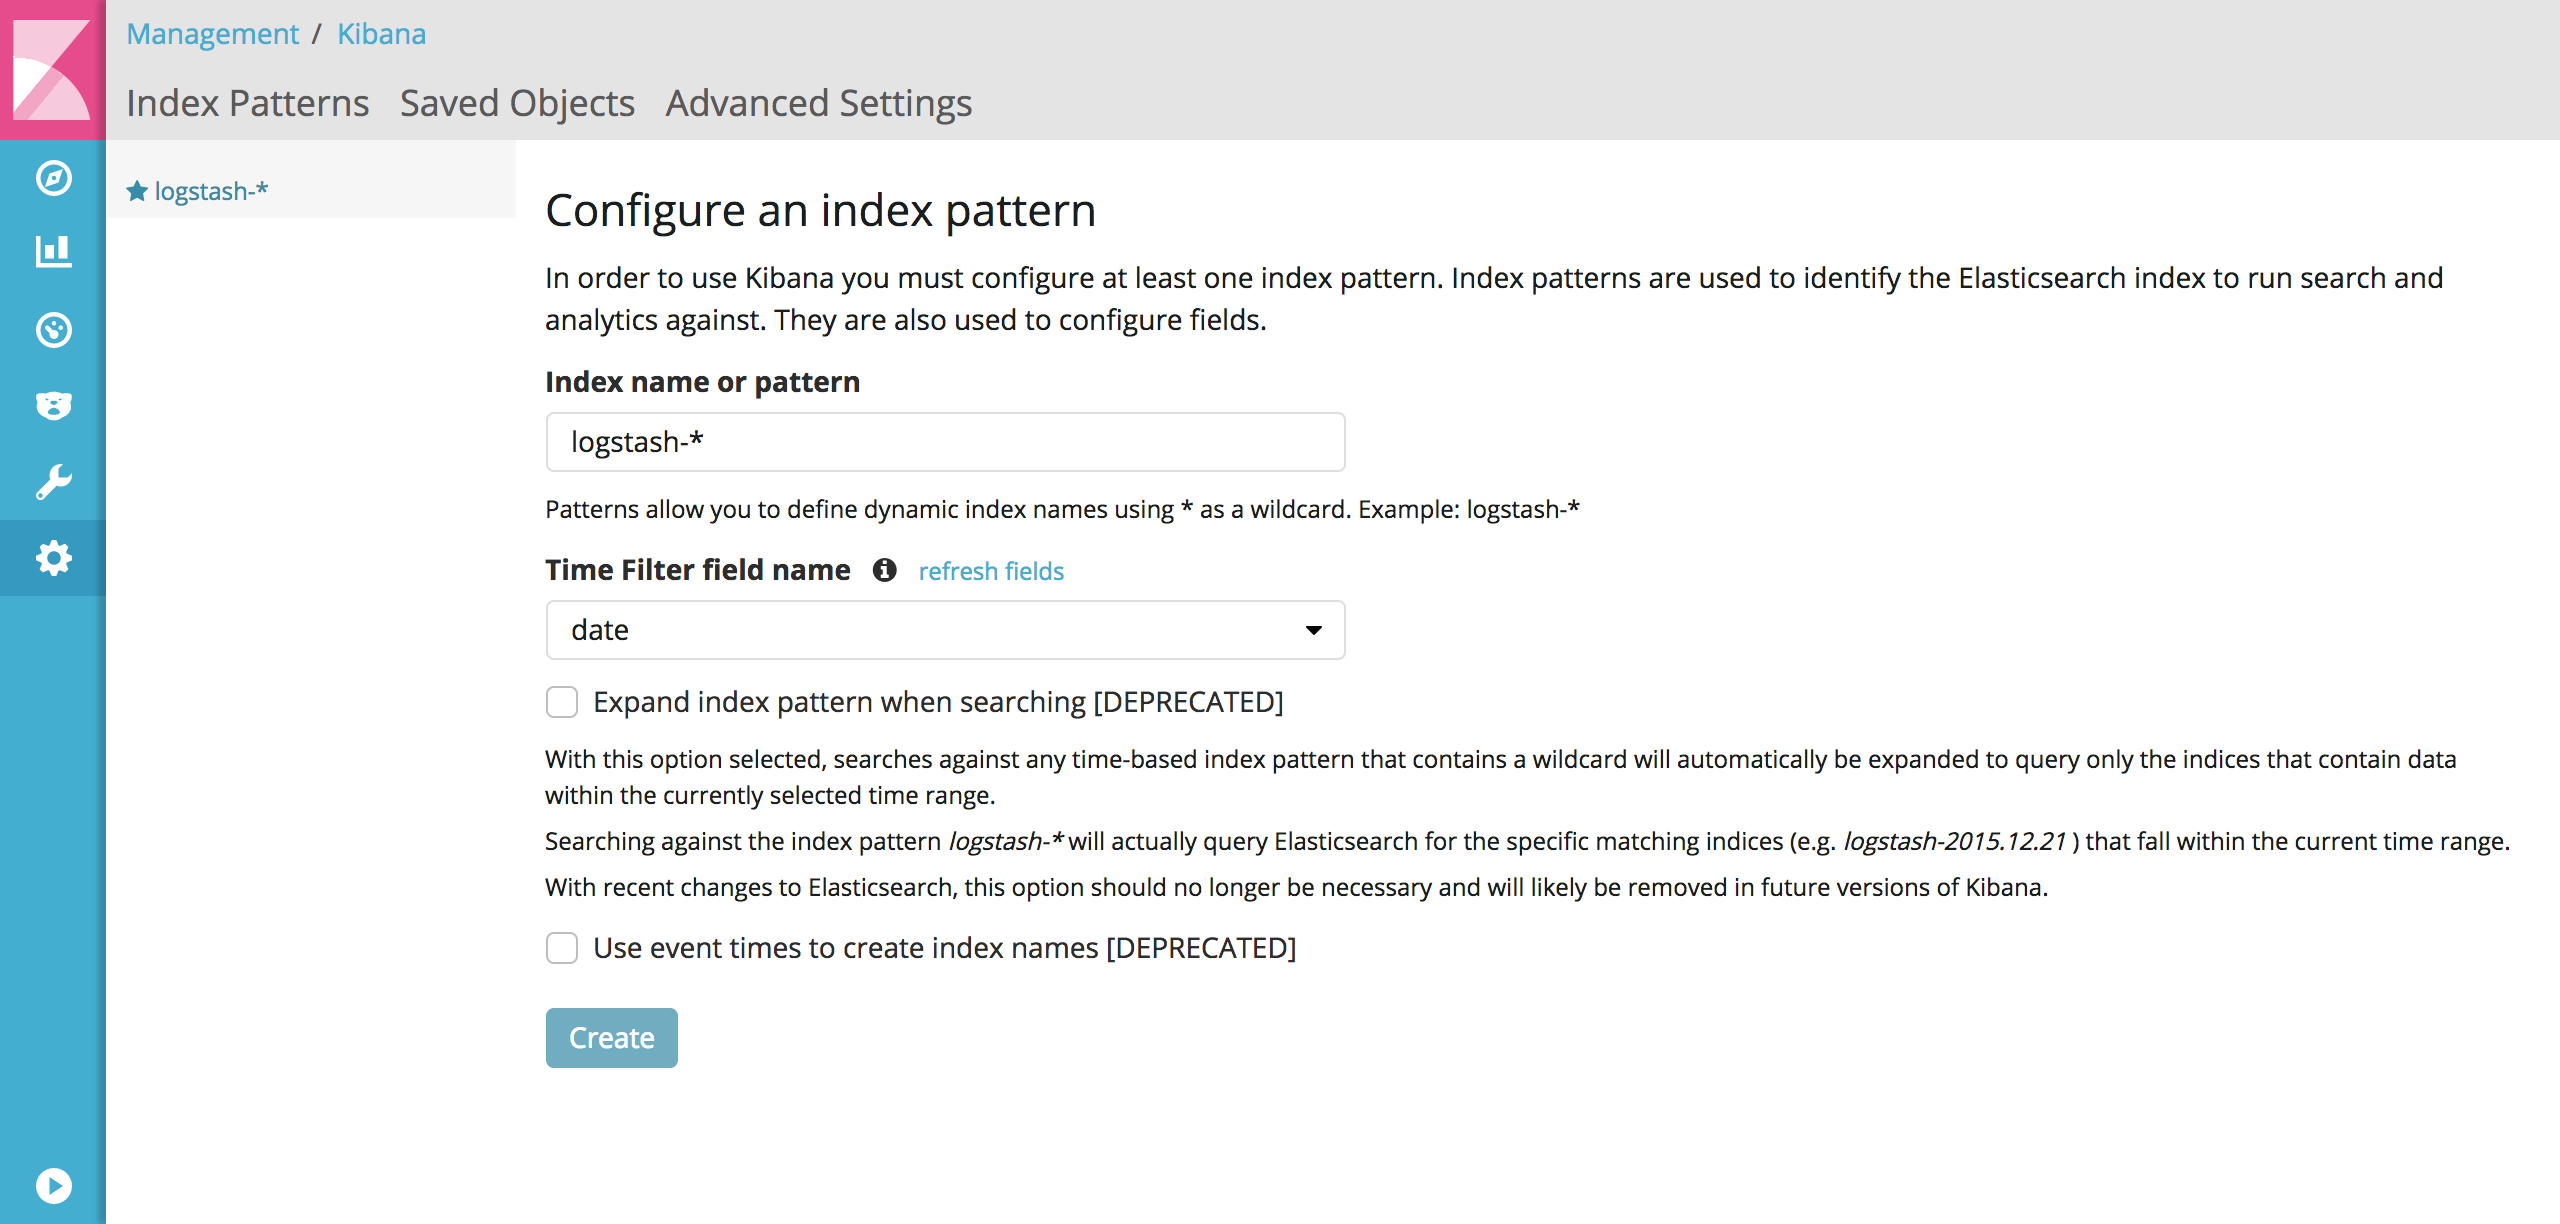 Management / Kibana
Index Patterns Saved Objects Advanced Settings
logstash-*
Configure an index pattern
In order to use Kibana you must configure at least one index pattern. Index patterns are used to identify the Elasticsearch index to run search and
analytics against. They are also used to configure fields.
Index name or pattern
logstash-*
Patterns allow you to define dynamic index names using * as a wildcard. Example: logstash-*
Time Filter field name refresh fields
date
Expand index pattern when searching [DEPRECATED]
With this option selected, searches against any time-based index pattern that contains a wildcard will automatically be expanded to query only the indices that contain data
within the currently selected time range.
Searching against the index pattern logstash-* will actually query Elasticsearch for the specific matching indices (e.g. logstash-2015.12.21 ) that fall within the current time range.
With recent changes to Elasticsearch, this option should no longer be necessary and will likely be removed in future versions of Kibana.
Use event times to create index names [DEPRECATED]
Create